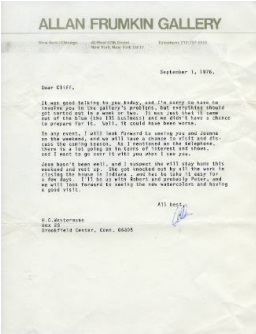 ALLAN FRUMKIN GALLERY
New York/Chicago
New York, New York 10019
September 1, 1976.
Dear Cliff,
It was good talking to you today, and I'm sorry to have to
involve you in the gallery's problems, but everything should
get sorted out in a week or two. It was just that it came
out of the blue (the IRS business) and we didn't have a chance
to prepare for it. Well, it could have been worse.
In any event, I will look forward to seeing you and Joanna
on the weekend, and we will have a chance to visit and dis-
cuss the coming season. As I mentioned on the telephone,
there is a lot going on in terms of interest and shows,
and I want to go over it with you when I see you.
Jean hasn't been well, and I suspect she will stay home this
weekend and rest up. She got knocked out by all the work in
closing the house in Indiana, and has to take it easy for
a few days. I'll be up with Robert and probably Peter, and
we will look forward to seeing the new watercolors and having
a good visit.
All best,
H.C.Westermann
Box 28
Brookfield Center, Conn. 06805